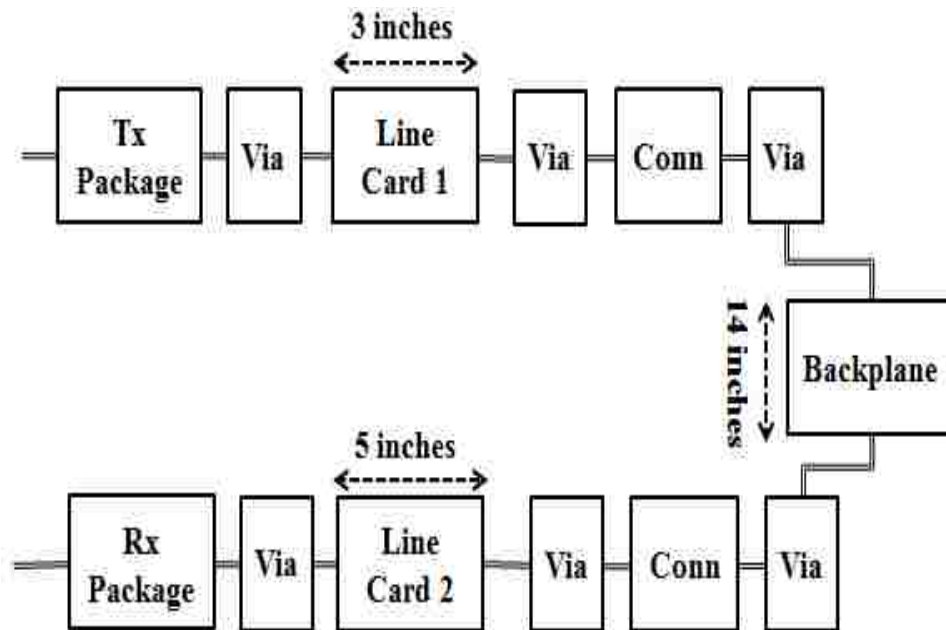 3 inches
Tx
Package
Via
Line
Card 1
Via
Conn
Via
14 inches
Backplane
5 inches
Rx
Package
Via
Line
Card 2
Via
Conn
Via